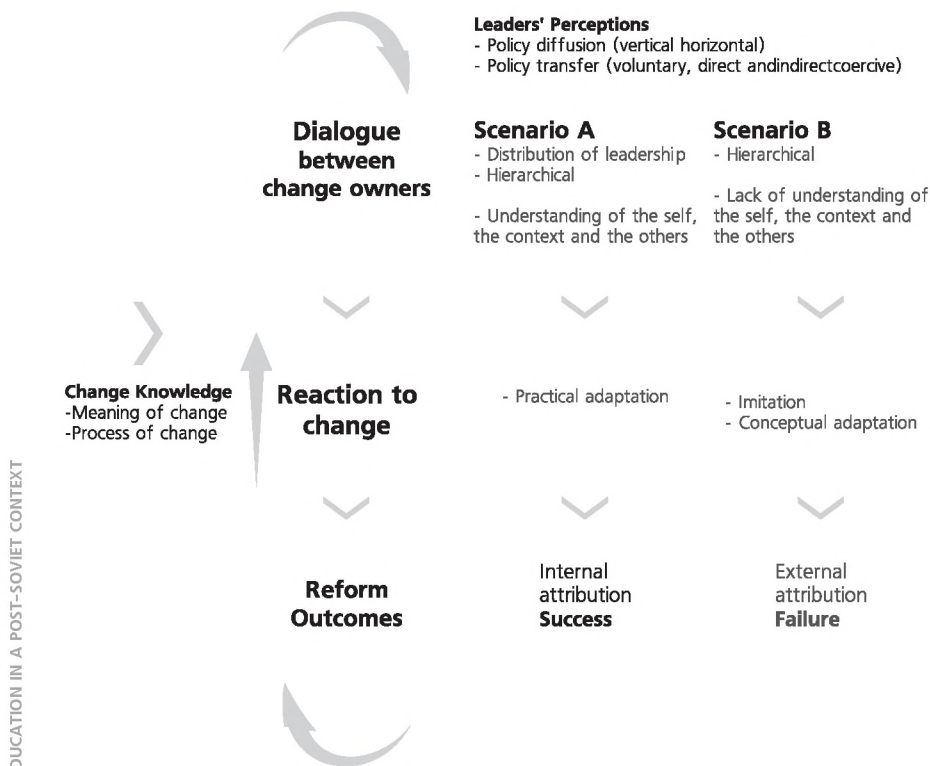 Leaders' Perceptions
- Policy diffusion (vertical horizontal)
- Policy transfer (voluntary, direct andindirectcoercive)
Dialogue
between
change owners
Scenario A
- Distribution of leadership
- Hierarchical
- Understanding of the self,
the context and the others
Scenario B
- Hierarchical
- Lack of understanding of
the self, the context and
the others
Change Knowledge
-Meaning of change
-Process of change
Reaction to
change
- Practical adaptation
- Imitation
- Conceptual adaptation
Reform
Outcomes
Internal
attribution
Success
External
attribution
Failure
IN A POST-SOVIET CONTEXT